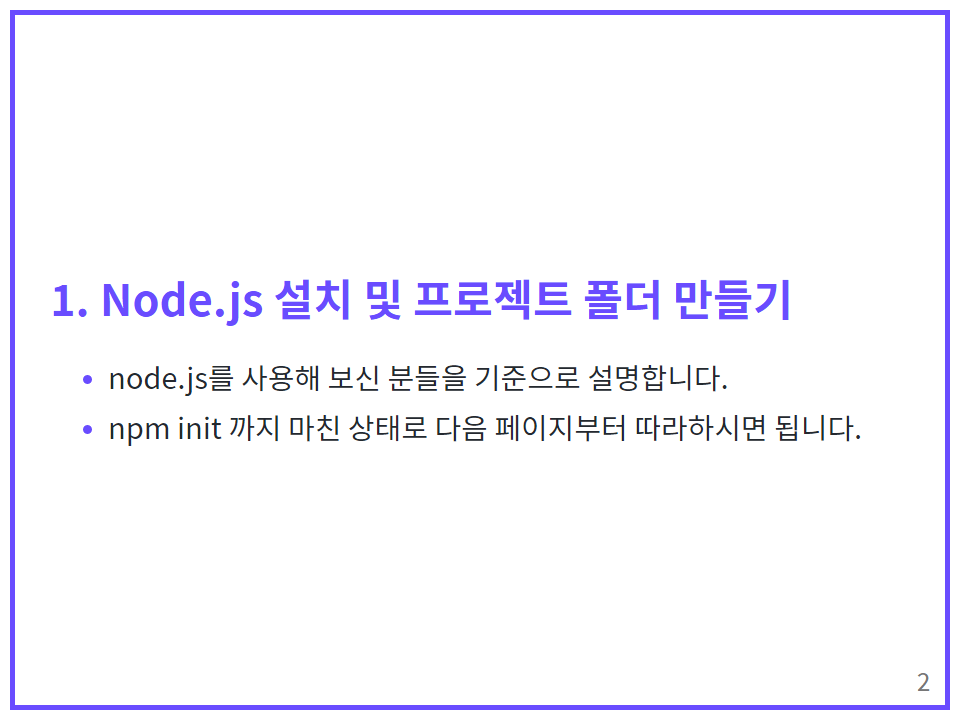 1. Node.js 설치 및 프로젝트 폴더 만들기
node.js를 사용해 보신 분들을 기준으로 설명합니다.
npm init 까지 마친 상태로 다음 페이지부터 따라하시면 됩니다.
2